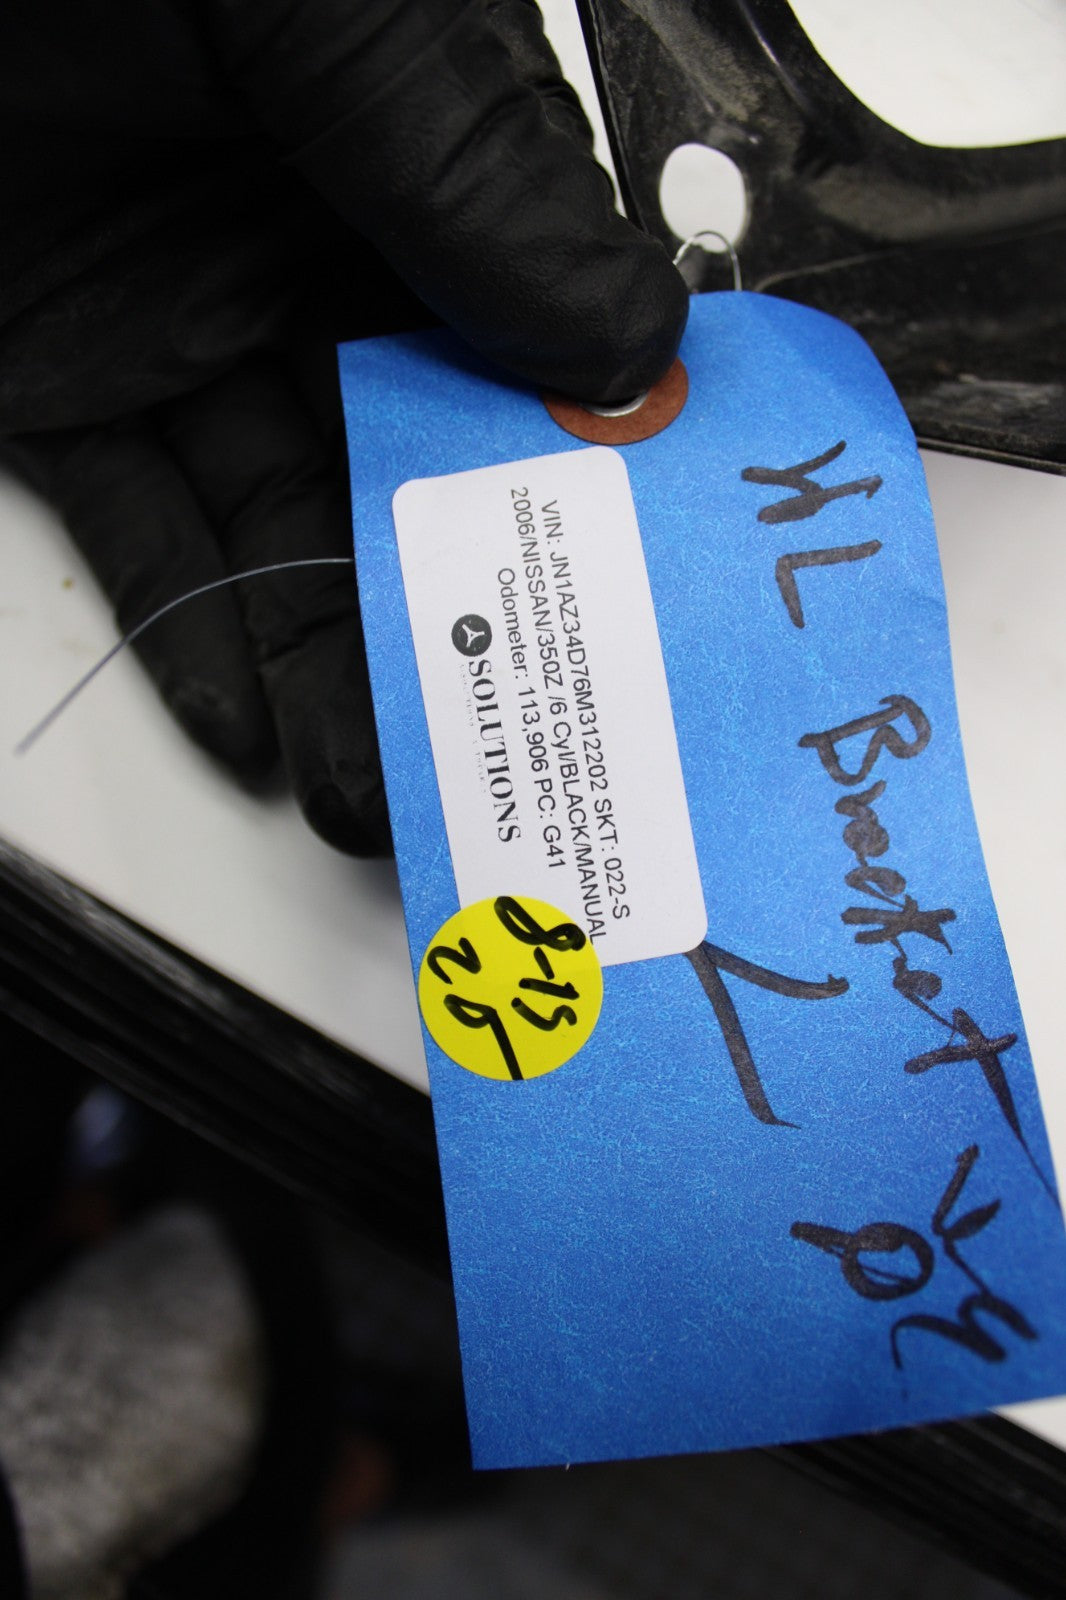 VIN: JN1AZ34D76M312202 SKT: 022-S
2006/NISSAN/350Z /6 Cyl/BLACK/MANUAL
Odometer: 113,906 PC: G41
SOLUTIONS
8-15
25
HL Bracket
L